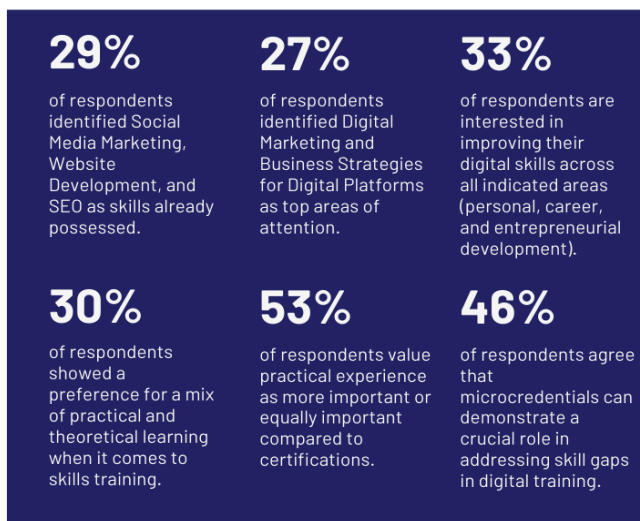 29%
of respondents
identified Social
Media Marketing,
Website
Development, and
SEO as skills already
possessed.
27%
of respondents
identified Digital
Marketing and
Business Strategies
for Digital Platforms
as top areas of
attention.
33%
of respondents are
interested in
improving their
digital skills across
all indicated areas
(personal, career,
and entrepreneurial
development).
30%
of respondents
showed a
preference for a mix
of practical and
theoretical learning
when it comes to
skills training.
53%
of respondents value
practical experience
as more important or
equally important
compared to
certifications.
46%
of respondents agree
that
microcredentials can
demonstrate a
crucial role in
addressing skill gaps
in digital training.